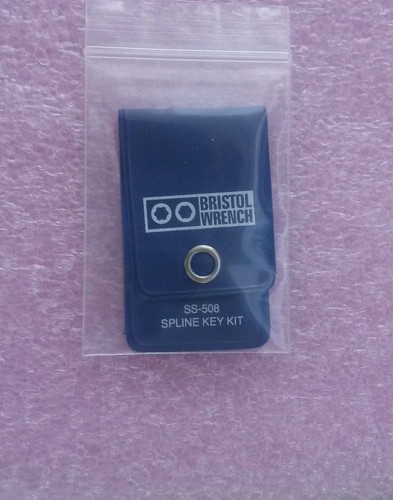 BRISTOL
WRENCH
SS-508
SPLINE KEY KIT